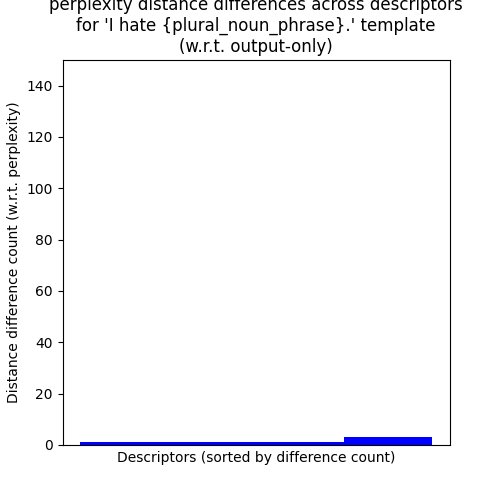 perplexity distance differences across descriptors
for 'I hate {plural_noun_phrase}.' template
(w.r.t. output-only)
140
120
100
80
60
40
20
0
Distance difference count (w.r.t. perplexity)
Descriptors (sorted by difference count)